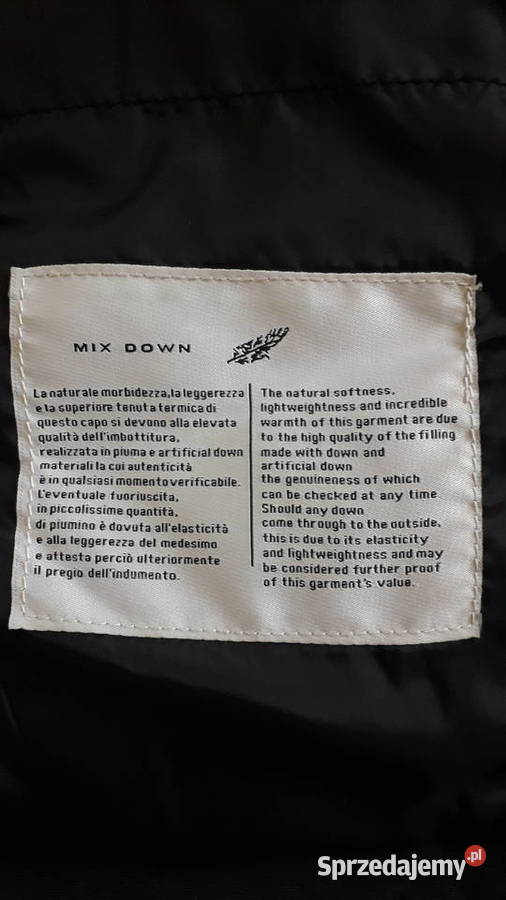 MIX DOWN
La naturale morbidezza, la leggerezza
e la superiore tenuta termica di
questo capo si devono alla elevata
qualità dell'imbottitura,
realizzata in piuma e artificial down
materiali la cui autenticità
è in qualsiasi momento verificabile.
L'eventuale fuoriuscita,
in piccolissime quantità,
di piumino è dovuta all'elasticità
e alla leggerezza del medesimo
e attesta perciò ulteriormente
il pregio dell'indumento.
The natural softness,
lightweightness and incredible
warmth of this garment are due
to the high quality of the filling
made with down and
artificial down
the genuineness of which
can be checked at any time.
Should any down
come through to the outside,
this is due to its elasticity
and lightweightness and may
be considered further proof
of this garment's value.
Sprzedajemy.pl